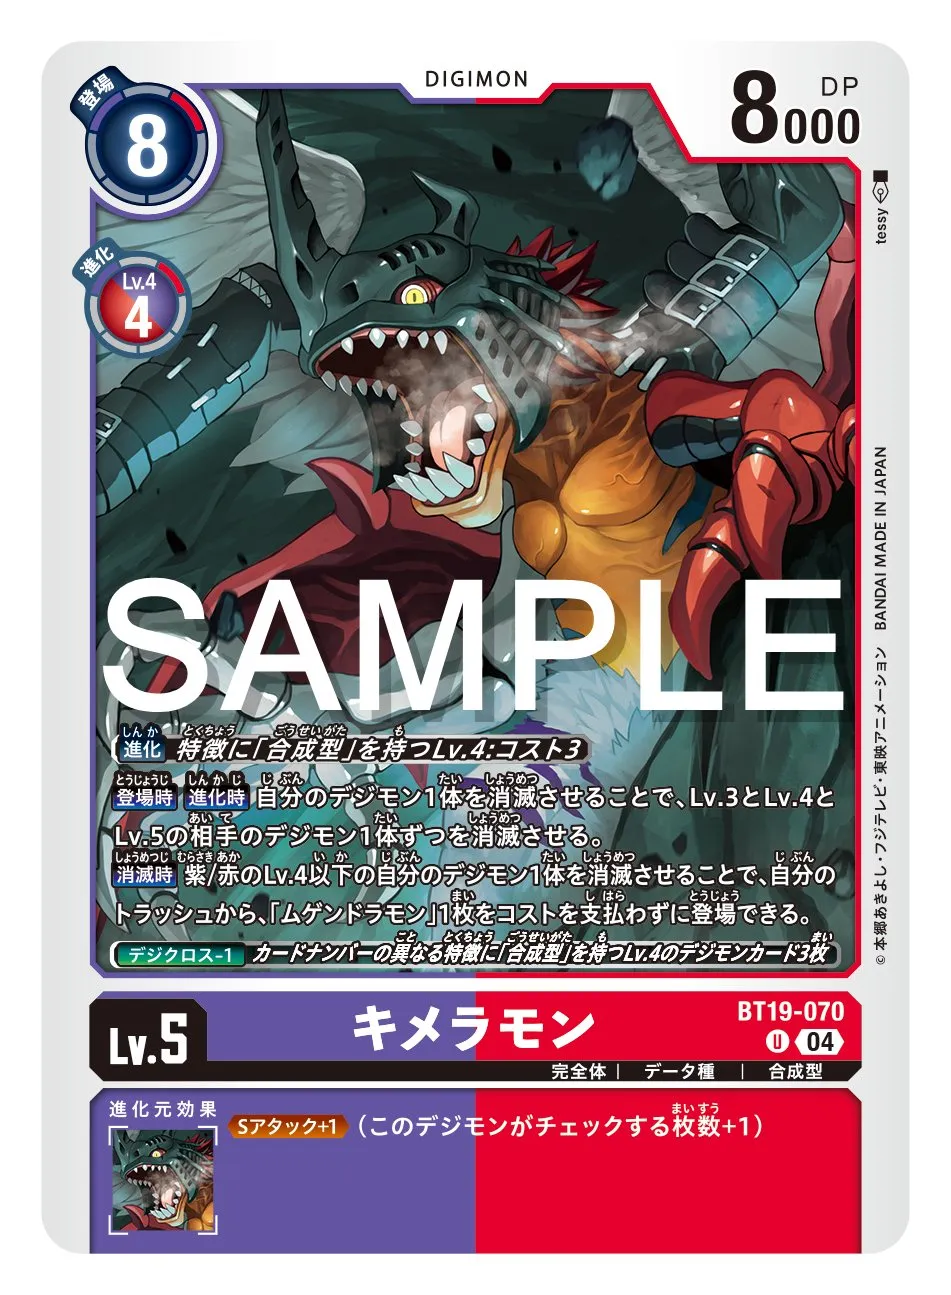 DIGIMON
登場
8
DP
8000
進化
Lv.4
4
tessy
BANDAI MADE IN JAPAN
©本郷あきよし・フジテレビ・東映アニメーション
SAMPLE
進化 特徴に「合成型」を持つLv.4:コスト3
登場時 進化時 自分のデジモン1体を消滅させることで、Lv.3とLv.4と
Lv.5の相手のデジモン1体ずつを消滅させる。
消滅時 紫/赤のLv.4以下の自分のデジモン1体を消滅させることで、自分の
トラッシュから、「ムゲンドラモン」1枚をコストを支払わずに登場できる。
デジクロス-1 カードナンバーの異なる特徴に「合成型」を持つLv.4のデジモンカード3枚
Lv.5
キメラモン
BT19-070
U 04
完全体 | データ種 | 合成型
進化元効果
Sアタック+1 (このデジモンがチェックする枚数+1)